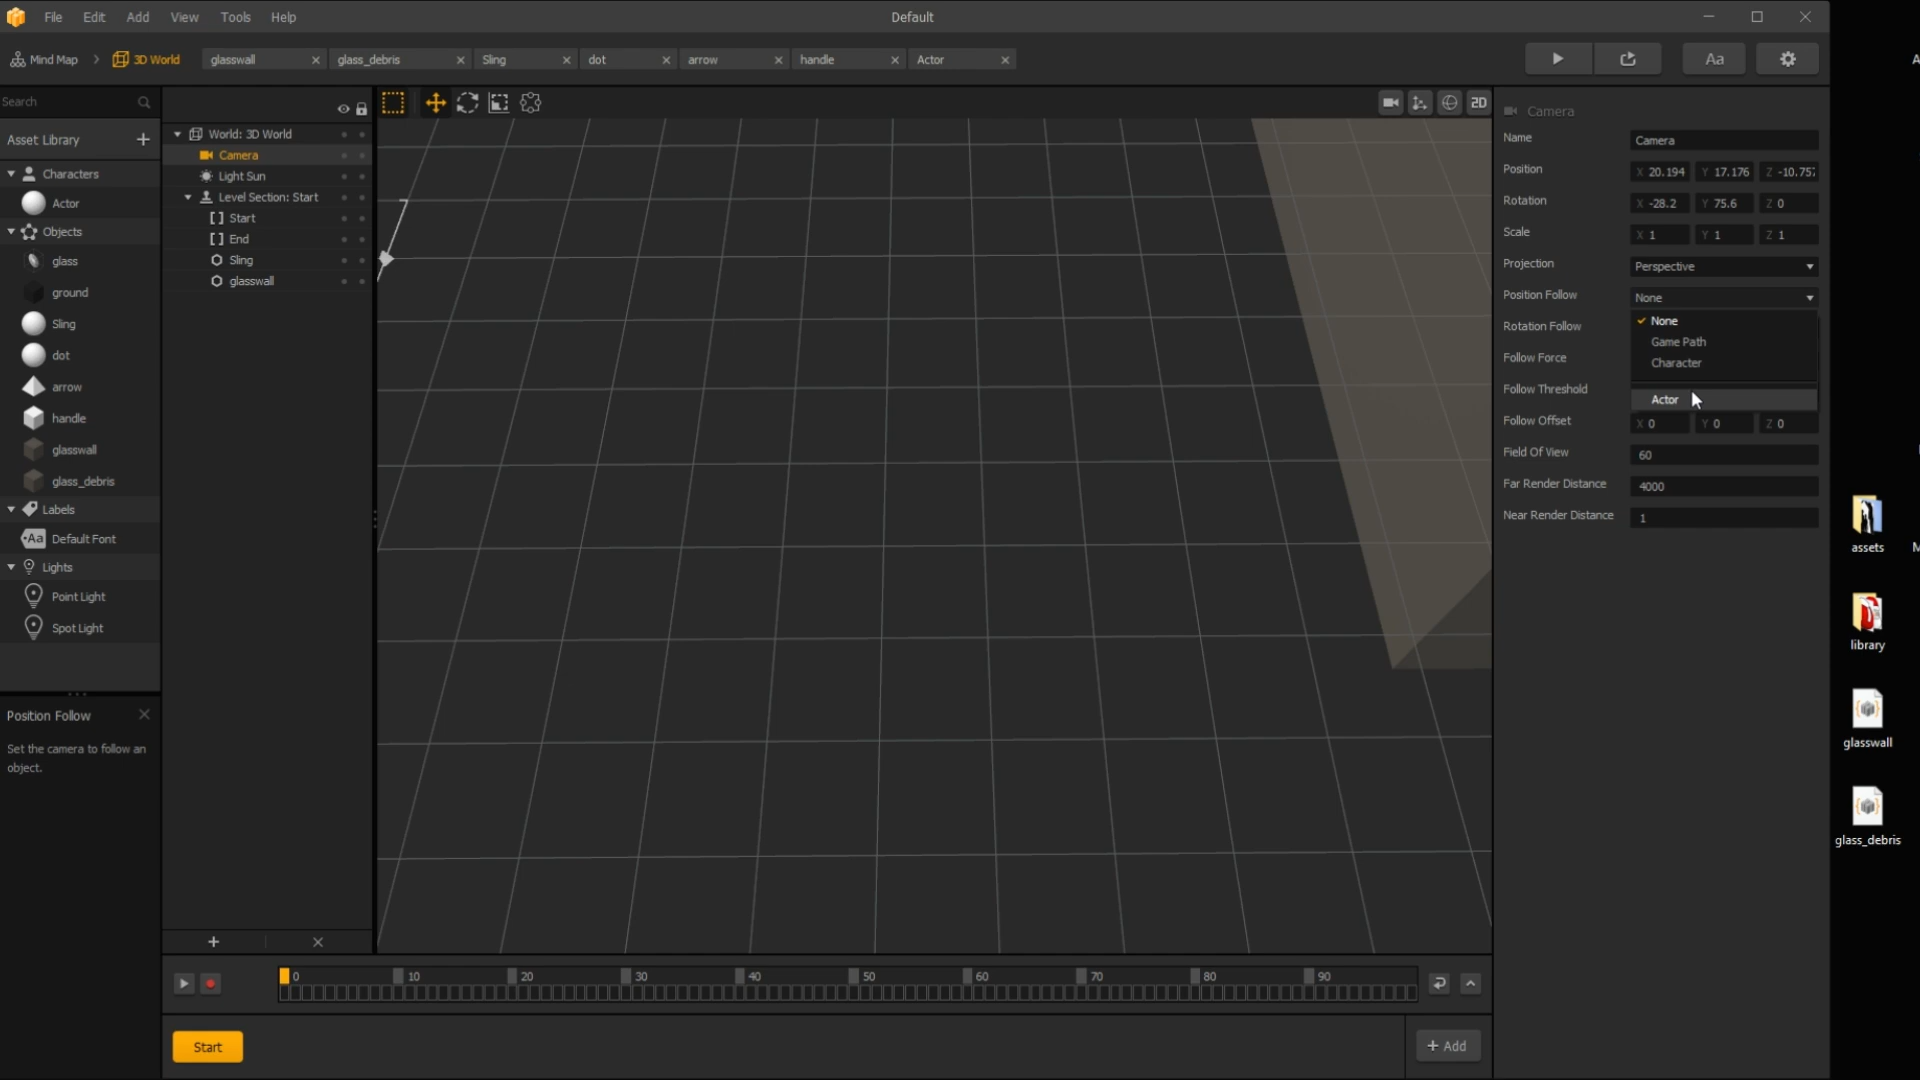 File Edit Add View Tools Help
Default
Mind Map > 3D World
glasswall
glass_debris
Sling
dot
arrow
handle
Actor
Aa
Search
Asset Library
Characters
Actor
Objects
glass
ground
Sling
dot
arrow
handle
glasswall
glass_debris
Labels
Aa Default Font
Lights
Point Light
Spot Light
Position Follow
Set the camera to follow an
object.
World: 3D World
Camera
Light Sun
Level Section: Start
[ ] Start
[ ] End
Sling
glasswall
2D
Camera
Name Camera
Position X 20.194 Y 17.176 Z -10.757
Rotation X -28.2 Y 75.6 Z 0
Scale X 1 Y 1 Z 1
Projection Perspective
Position Follow None
None
Rotation Follow
Game Path
Follow Force
Character
Follow Threshold
Actor
Follow Offset X 0 Y 0 Z 0
Field Of View 60
Far Render Distance 4000
Near Render Distance 1
0 10 20 30 40 50 60 70 80 90
Start
+ Add
assets
library
glasswall
glass_debris